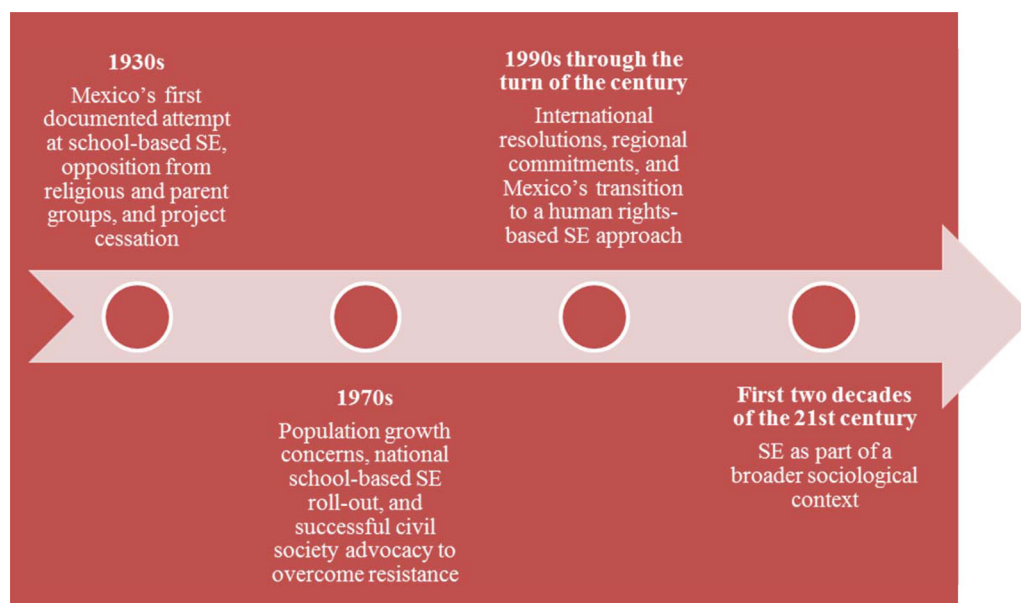 1930s
Mexico's first
documented attempt
at school-based SE,
opposition from
religious and parent
groups, and project
cessation
1970s
Population growth
concerns, national
school-based SE
roll-out, and
successful civil
society advocacy to
overcome resistance
1990s through the
turn of the century
International
resolutions, regional
commitments, and
Mexico's transition
to a human rights-
based SE approach
First two decades
of the 21st century
SE as part of a
broader sociological
context